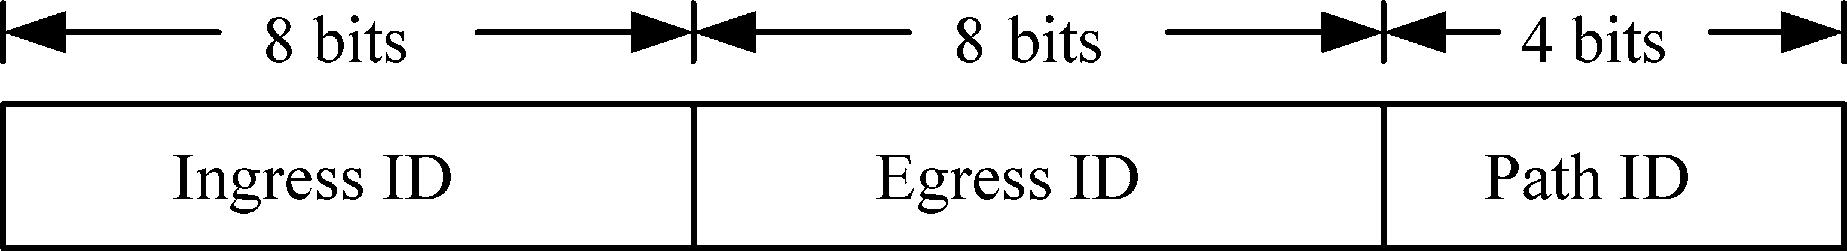 8 bits 8 bits 4 bits
Ingress ID Egress ID Path ID